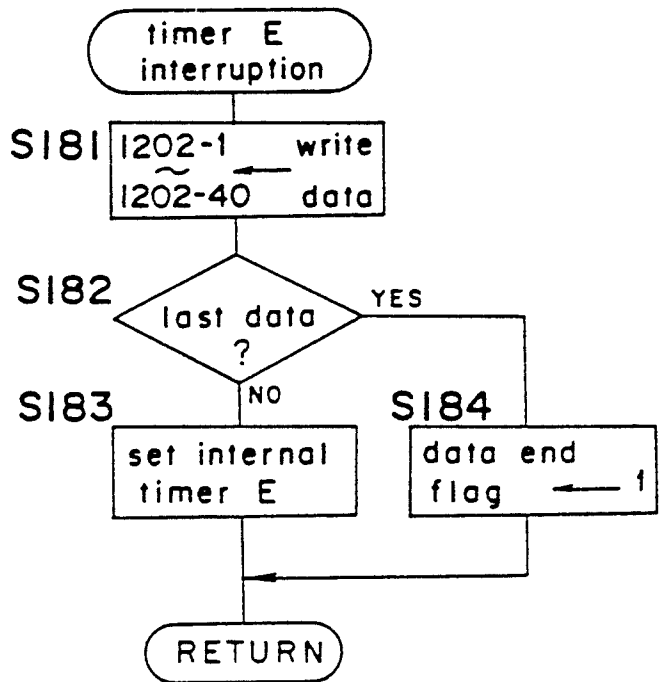 timer E
interruption
S181
1202-1 write
~ ←
1202-40 data
S182
last data
?
YES
NO
S183
set internal
timer E
S184
data end
flag ← 1
RETURN